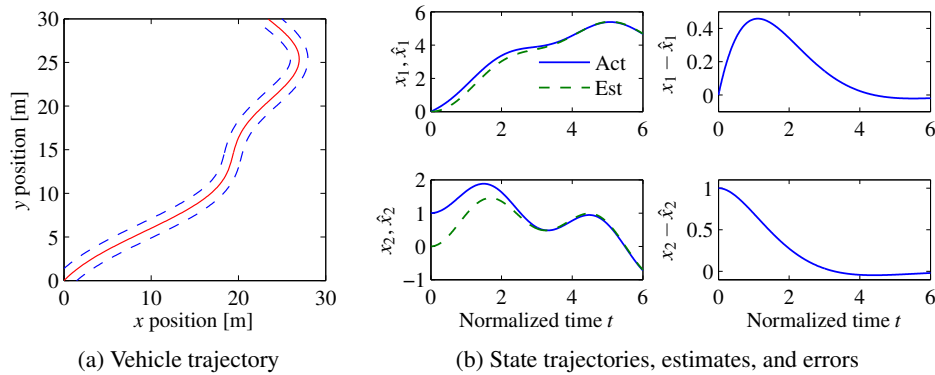 30
25
20
15
10
5
0
y position [m]
0 10 20 30
x position [m]
(a) Vehicle trajectory
6
4
2
0
x₁, x̂₁
Act
Est
0 2 4 6
0.4
0.2
0
x₁ − x̂₁
0 2 4 6
2
1
0
−1
x₂, x̂₂
0 2 4 6
Normalized time t
1
0.5
0
x₂ − x̂₂
0 2 4 6
Normalized time t
(b) State trajectories, estimates, and errors